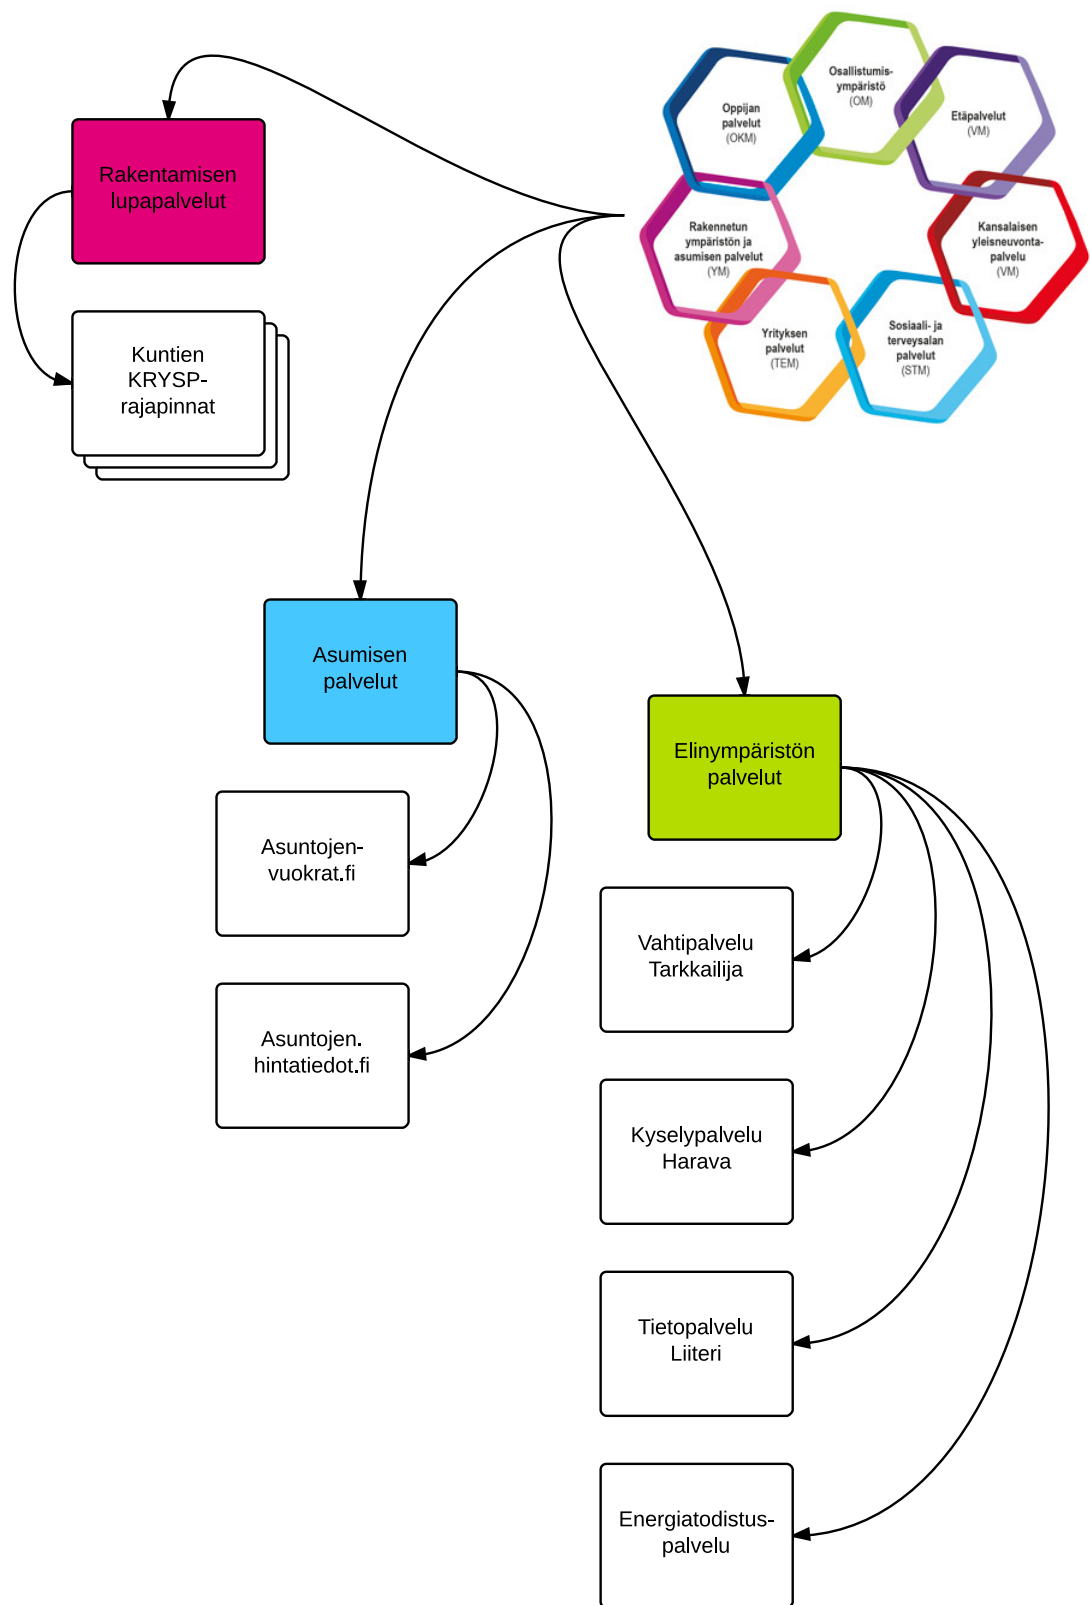 Osallistumis-
ympäristö
(OM)
Oppijan
palvelut
(OKM)
Etäpalvelut
(VM)
Rakennetun
ympäristön ja
asumisen palvelut
(YM)
Kansalaisen
yleisneuvonta-
palvelu
(VM)
Yrityksen
palvelut
(TEM)
Sosiaali- ja
terveysalan
palvelut
(STM)
Rakentamisen
lupapalvelut
Kuntien
KRYSP-
rajapinnat
Asumisen
palvelut
Asuntojen-
vuokrat.fi
Asuntojen.
hintatiedot.fi
Elinympäristön
palvelut
Vahtipalvelu
Tarkkailija
Kyselypalvelu
Harava
Tietopalvelu
Liiteri
Energiatodistus-
palvelu